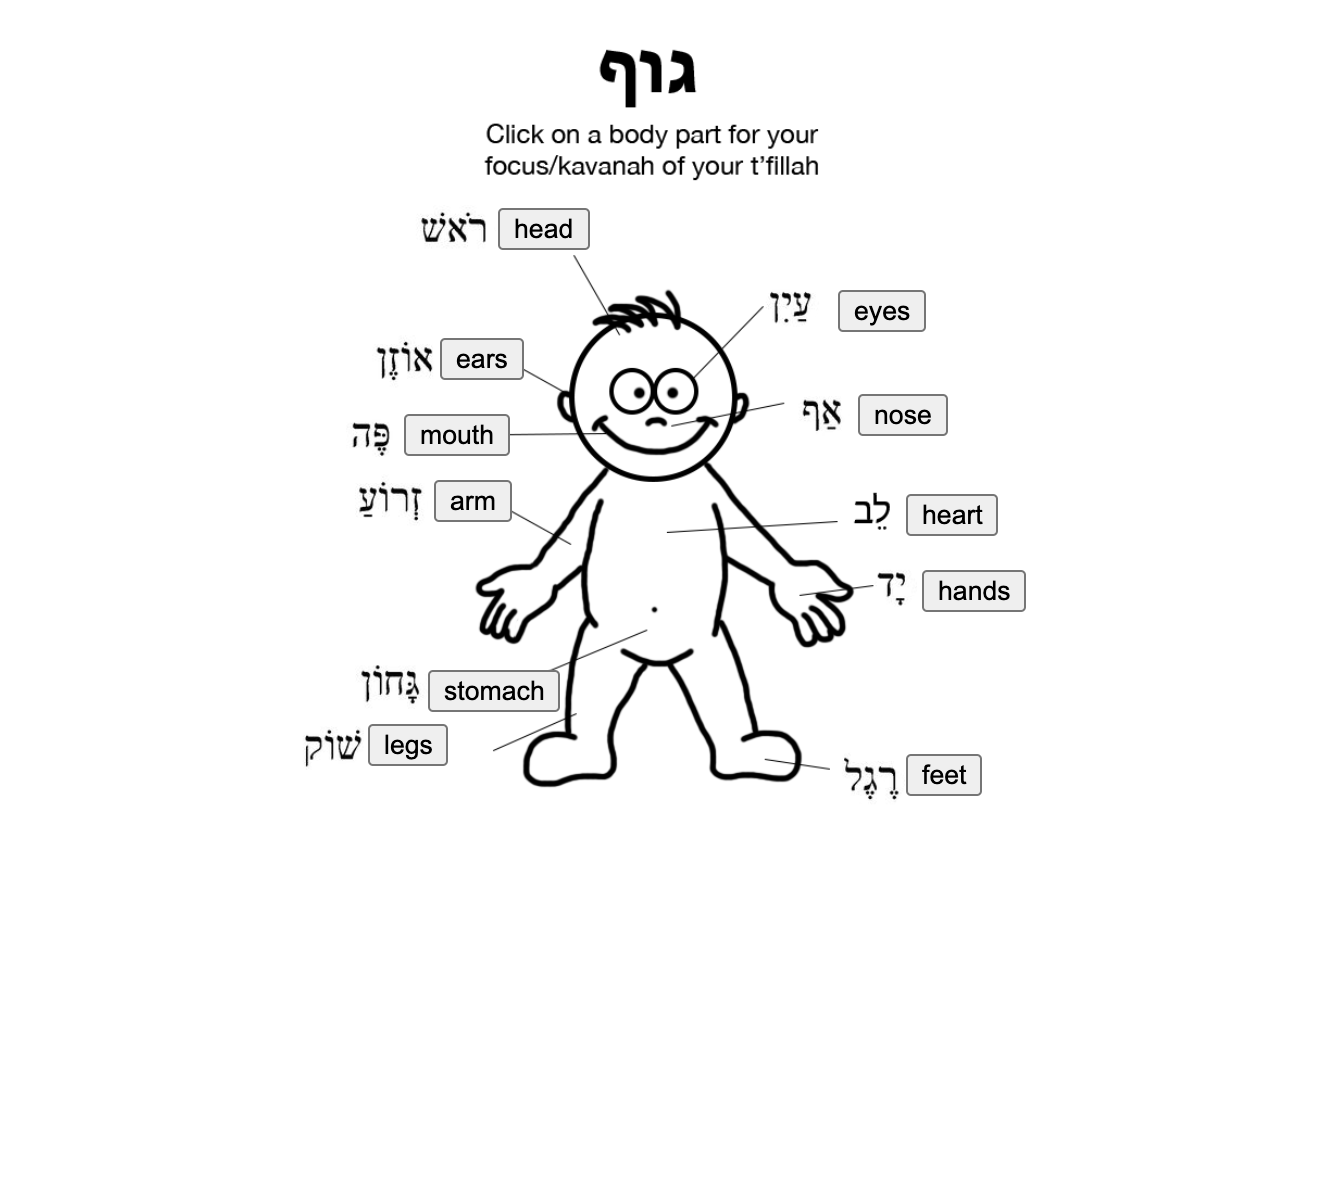 גוף
Click on a body part for your
focus/kavanah of your t’fillah
רֹאשׁ head
עַיִן eyes
אוֹזֶן ears
אַף nose
פֶּה mouth
זְרוֹעַ arm
לֵב heart
יָד hands
גָּחוֹן stomach
שׁוֹק legs
רֶגֶל feet